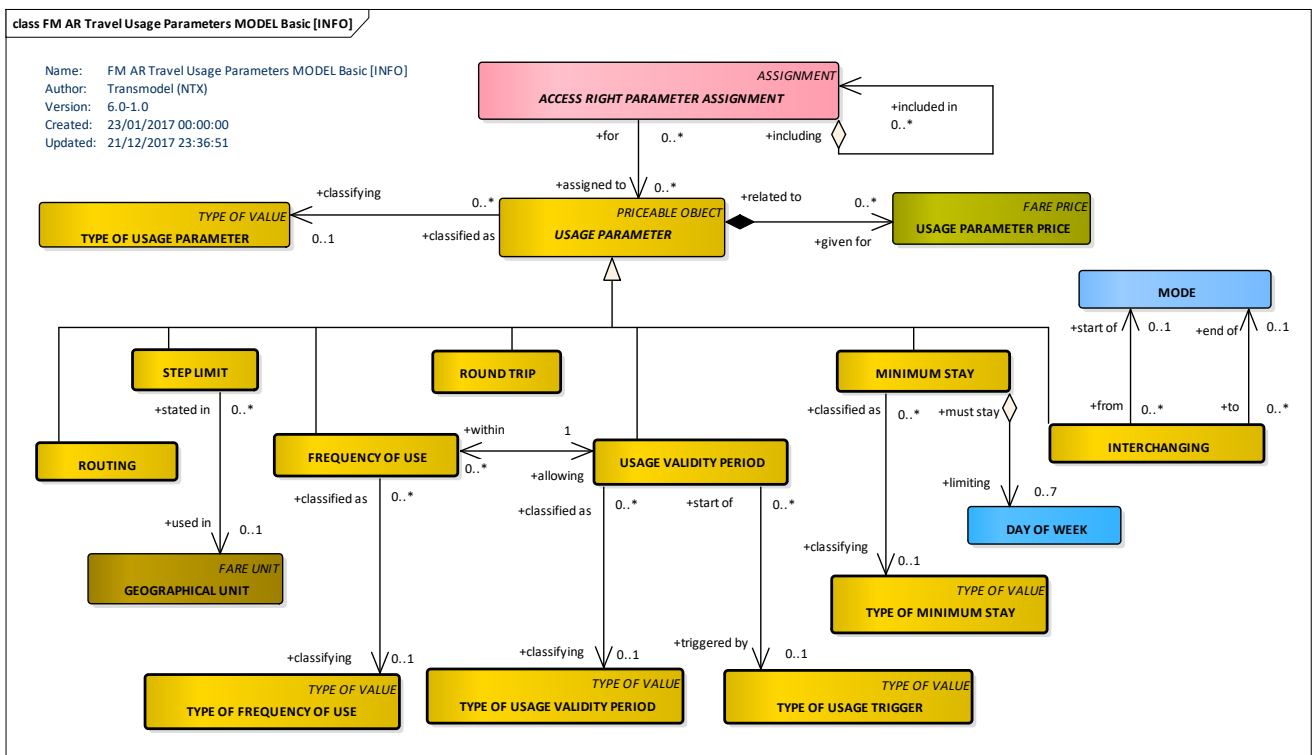 class FM AR Travel Usage Parameters MODEL Basic [INFO]
Name: FM AR Travel Usage Parameters MODEL Basic [INFO]
Author: Transmodel (NTX)
Version: 6.0-1.0
Created: 23/01/2017 00:00:00
Updated: 21/12/2017 23:36:51
ASSIGNMENT
ACCESS RIGHT PARAMETER ASSIGNMENT
+included in
0..*
+for
0..*
+including
+assigned to
0..*
+classifying
0..*
TYPE OF VALUE
TYPE OF USAGE PARAMETER
0..1
+classified as
PRICEABLE OBJECT
USAGE PARAMETER
+related to
0..*
+given for
FARE PRICE
USAGE PARAMETER PRICE
MODE
+start of
0..1
+end of
0..1
STEP LIMIT
ROUND TRIP
MINIMUM STAY
+stated in
0..*
+classified as
0..*
+must stay
+from
0..*
+to
0..*
ROUTING
FREQUENCY OF USE
+within
0..*
1
+allowing
USAGE VALIDITY PERIOD
INTERCHANGING
+classified as
0..*
+classified as
0..*
+start of
0..*
+limiting
0..7
DAY OF WEEK
+used in
0..1
FARE UNIT
GEOGRAPHICAL UNIT
+classifying
0..1
TYPE OF VALUE
TYPE OF MINIMUM STAY
+classifying
0..1
+classifying
0..1
+triggered by
0..1
TYPE OF VALUE
TYPE OF FREQUENCY OF USE
TYPE OF VALUE
TYPE OF USAGE VALIDITY PERIOD
TYPE OF VALUE
TYPE OF USAGE TRIGGER